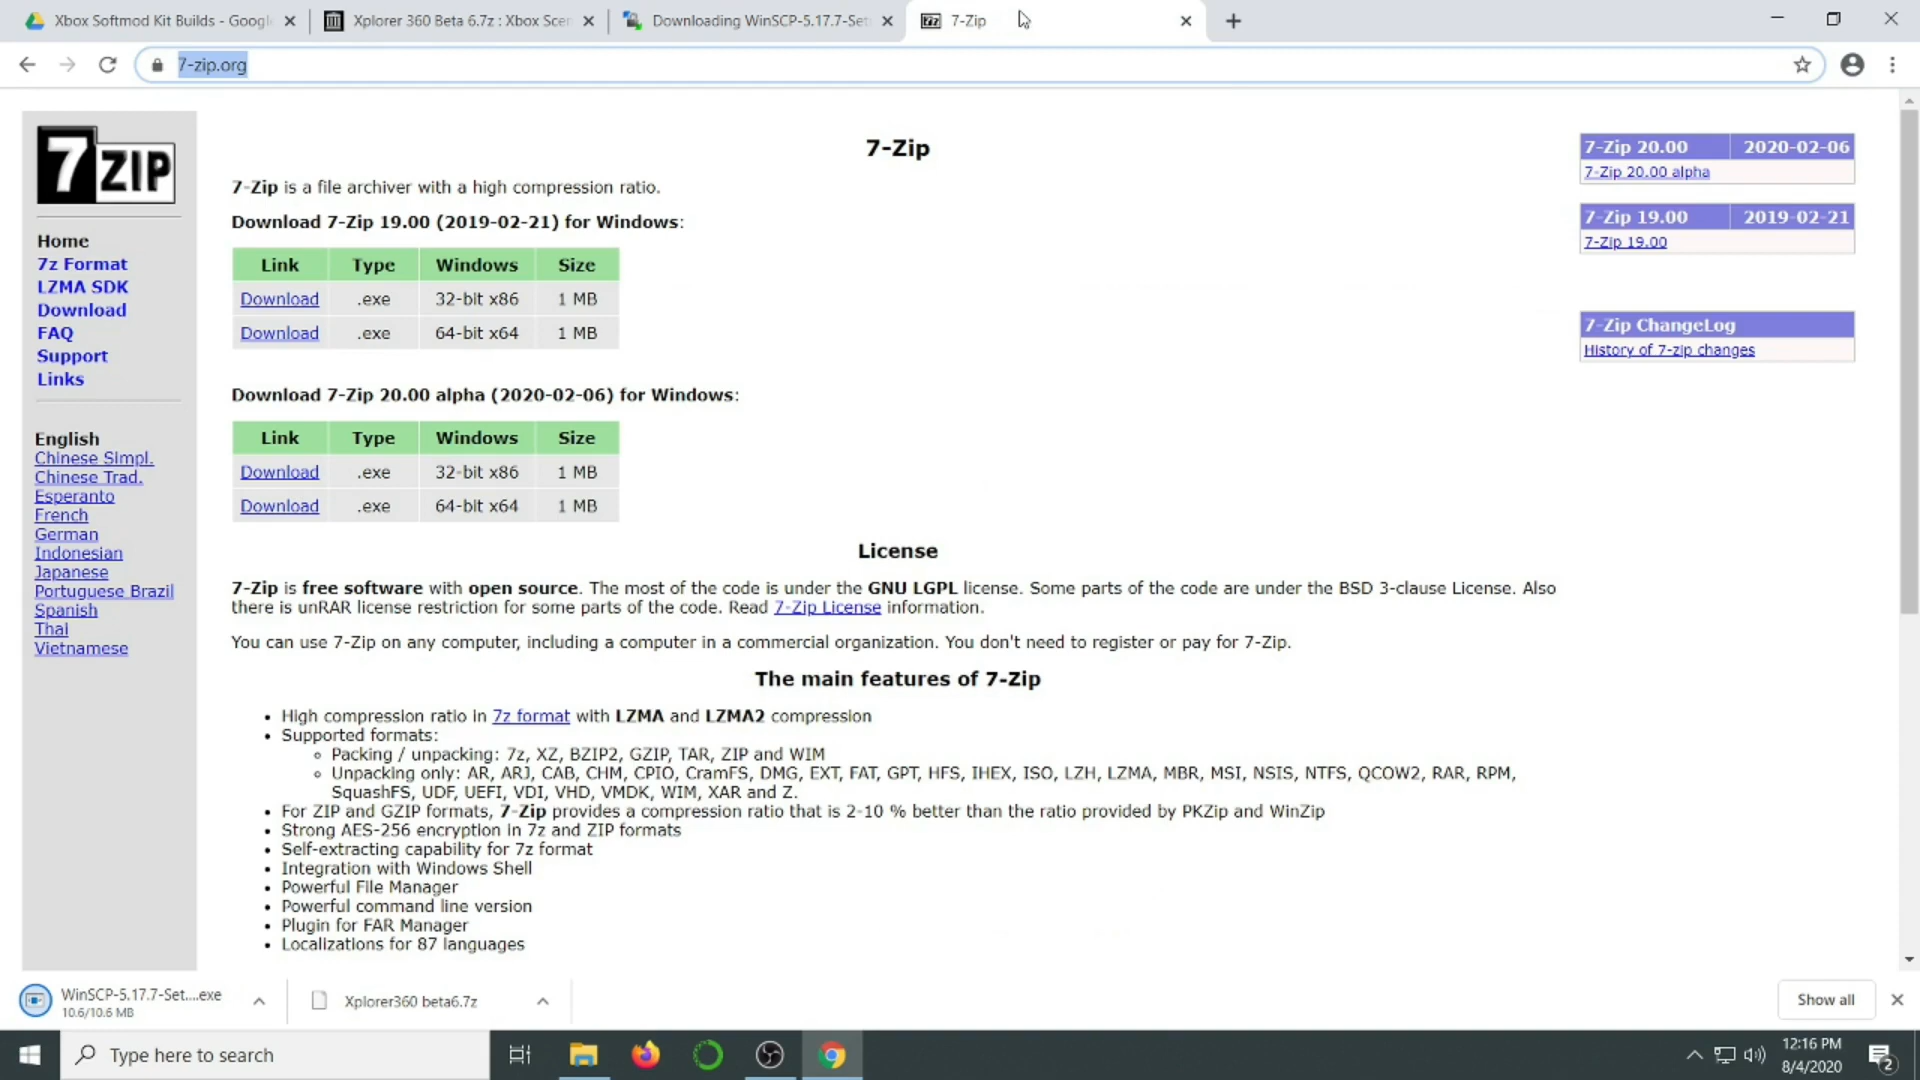 Xbox Softmod Kit Builds - Googl
Xplorer 360 Beta 6.7z : Xbox Scen
Downloading WinSCP-5.17.7-Set
7-Zip
7-zip.org
7ZIP
Home
7z Format
LZMA SDK
Download
FAQ
Support
Links
English
Chinese Simpl.
Chinese Trad.
Esperanto
French
German
Indonesian
Japanese
Portuguese Brazil
Spanish
Thai
Vietnamese
7-Zip
7-Zip is a file archiver with a high compression ratio.
Download 7-Zip 19.00 (2019-02-21) for Windows:
Link Type Windows Size
Download .exe 32-bit x86 1 MB
Download .exe 64-bit x64 1 MB
Download 7-Zip 20.00 alpha (2020-02-06) for Windows:
Link Type Windows Size
Download .exe 32-bit x86 1 MB
Download .exe 64-bit x64 1 MB
License
7-Zip is free software with open source. The most of the code is under the GNU LGPL license. Some parts of the code are under the BSD 3-clause License. Also
there is unRAR license restriction for some parts of the code. Read 7-Zip License information.
You can use 7-Zip on any computer, including a computer in a commercial organization. You don't need to register or pay for 7-Zip.
The main features of 7-Zip
• High compression ratio in 7z format with LZMA and LZMA2 compression
• Supported formats:
Packing / unpacking: 7z, XZ, BZIP2, GZIP, TAR, ZIP and WIM
Unpacking only: AR, ARJ, CAB, CHM, CPIO, CramFS, DMG, EXT, FAT, GPT, HFS, IHEX, ISO, LZH, LZMA, MBR, MSI, NSIS, NTFS, QCOW2, RAR, RPM,
SquashFS, UDF, UEFI, VDI, VHD, VMDK, WIM, XAR and Z.
• For ZIP and GZIP formats, 7-Zip provides a compression ratio that is 2-10 % better than the ratio provided by PKZip and WinZip
• Strong AES-256 encryption in 7z and ZIP formats
• Self-extracting capability for 7z format
• Integration with Windows Shell
• Powerful File Manager
• Powerful command line version
• Plugin for FAR Manager
• Localizations for 87 languages
7-Zip 20.00 2020-02-06
7-Zip 20.00 alpha
7-Zip 19.00 2019-02-21
7-Zip 19.00
7-Zip ChangeLog
History of 7-zip changes
WinSCP-5.17.7-Set....exe
10.6/10.6 MB
Xplorer360 beta6.7z
Show all
Type here to search
12:16 PM
8/4/2020
2